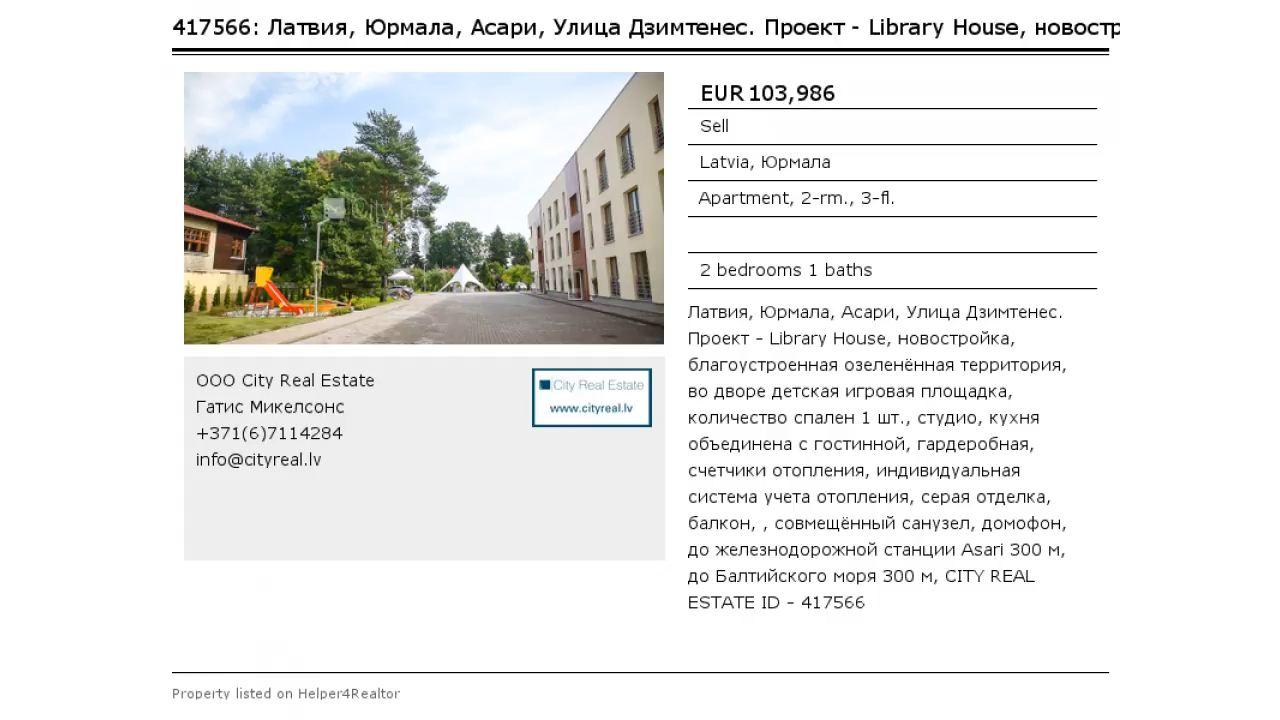 417566: Латвия, Юрмала, Асари, Улица Дзимтенес. Проект - Library House, новостр
EUR 103,986
Sell
Latvia, Юрмала
Apartment, 2-rm., 3-fl.
2 bedrooms 1 baths
Латвия, Юрмала, Асари, Улица Дзимтенес.
Проект - Library House, новостройка,
благоустроенная озеленённая территория,
во дворе детская игровая площадка,
количество спален 1 шт., студио, кухня
объединена с гостинной, гардеробная,
счетчики отопления, индивидуальная
система учета отопления, серая отделка,
балкон, , совмещённый санузел, домофон,
до железнодорожной станции Asari 300 м,
до Балтийского моря 300 м, CITY REAL
ESTATE ID - 417566
ООО City Real Estate
Гатис Микелсонс
+371(6)7114284
info@cityreal.lv
City Real Estate
www.cityreal.lv
Property listed on Helper4Realtor